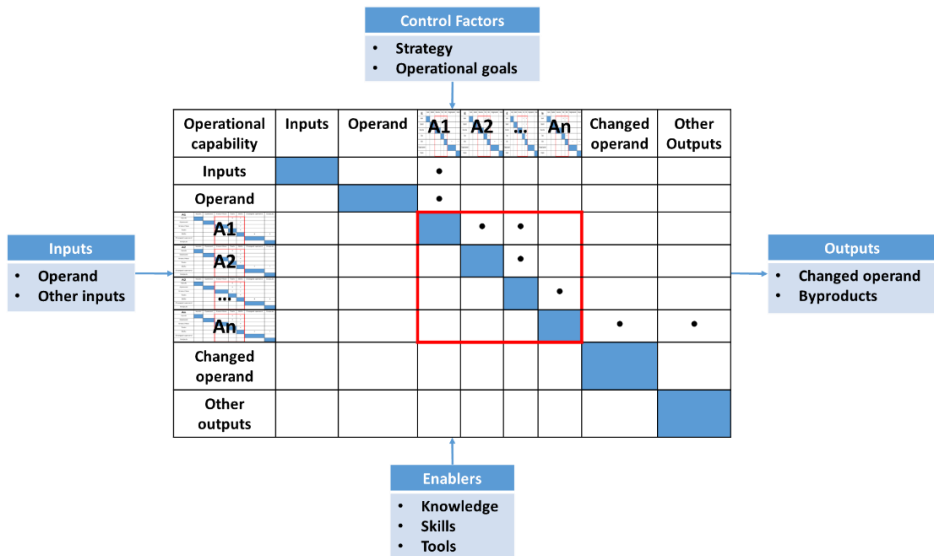 Control Factors
• Strategy
• Operational goals
Operational capability
Inputs
Operand
A1
A2
...
An
Changed operand
Other Outputs
Inputs
Operand
A1
A2
...
An
Changed operand
Other outputs
Inputs
• Operand
• Other inputs
Outputs
• Changed operand
• Byproducts
Enablers
• Knowledge
• Skills
• Tools